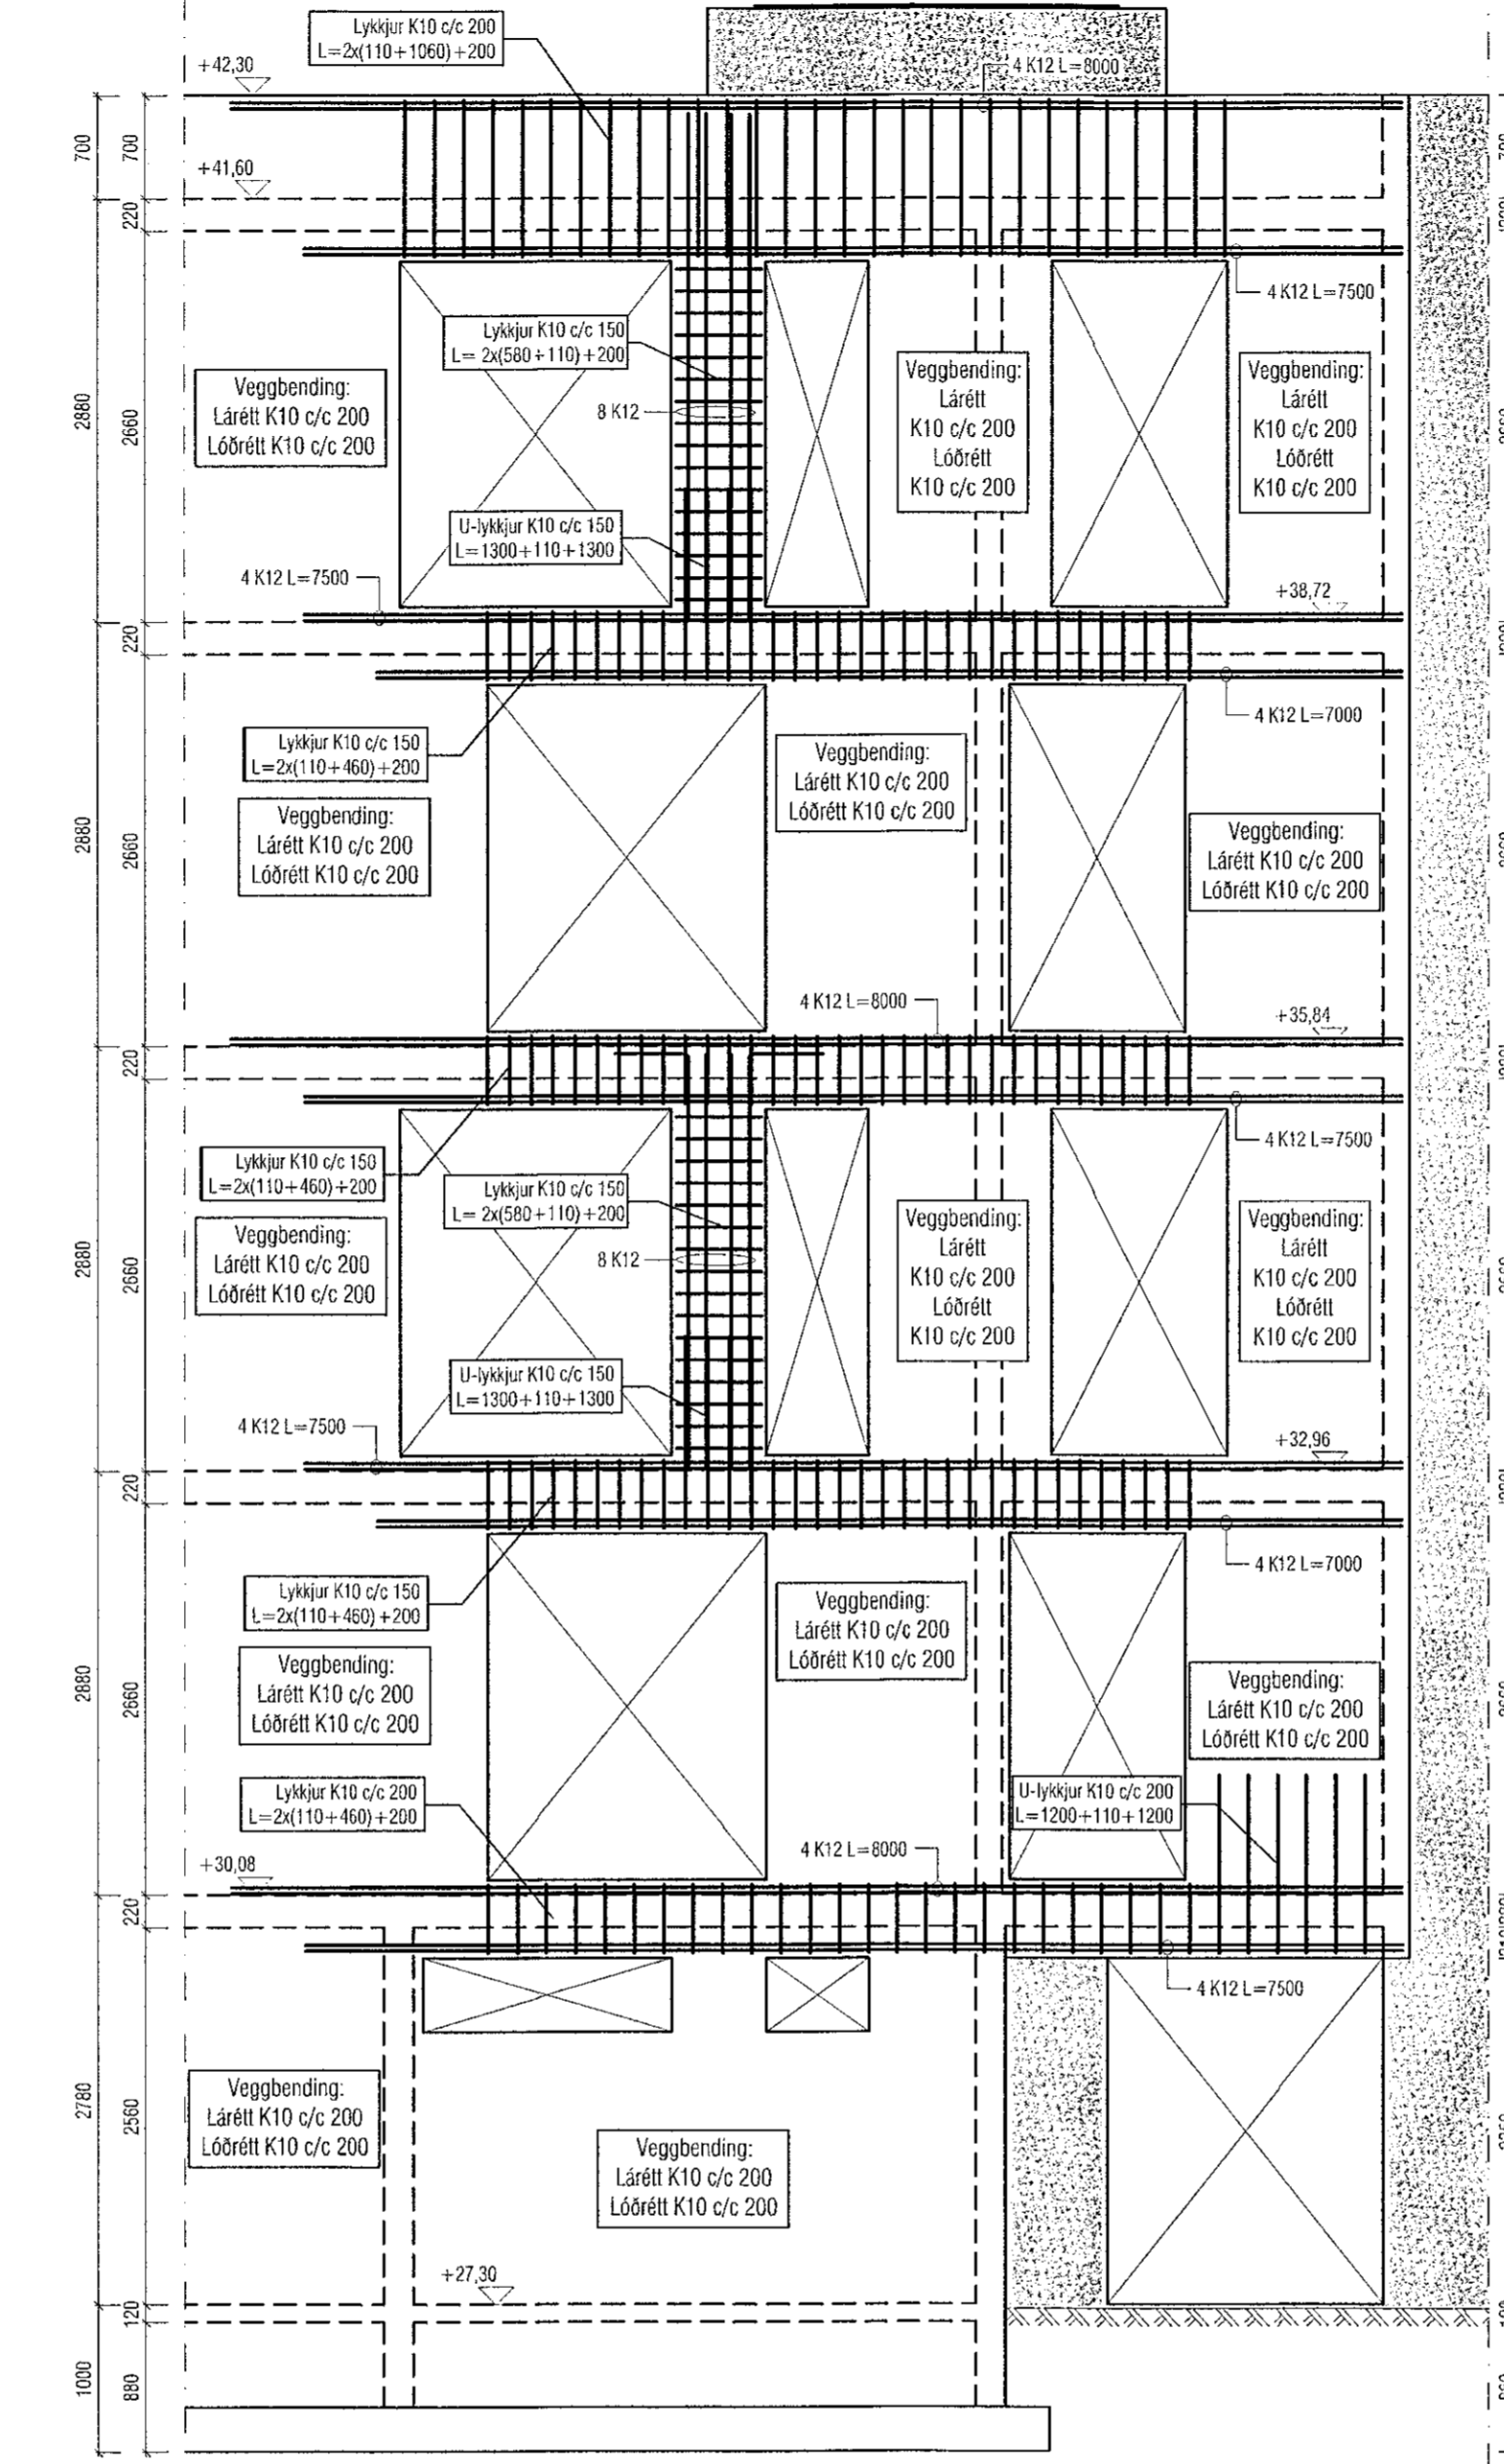 Lykkjur K10 c/c 200
L=2x(110+1060)+200
4 K12 L=8000
+42,30
700
700
+41,60
220
4 K12 L=7500
Lykkjur K10 c/c 150
L= 2x(580+110)+200
8 K12
Veggbending:
Lárétt K10 c/c 200
Lóðrétt K10 c/c 200
Veggbending:
Lárétt
K10 c/c 200
Lóðrétt
K10 c/c 200
Veggbending:
Lárétt
K10 c/c 200
Lóðrétt
K10 c/c 200
2880
2660
U-lykkjur K10 c/c 150
L=1300+110+1300
4 K12 L=7500
+38,72
220
4 K12 L=7000
Lykkjur K10 c/c 150
L=2x(110+460)+200
Veggbending:
Lárétt K10 c/c 200
Lóðrétt K10 c/c 200
Veggbending:
Lárétt K10 c/c 200
Lóðrétt K10 c/c 200
Veggbending:
Lárétt K10 c/c 200
Lóðrétt K10 c/c 200
2880
2660
4 K12 L=8000
+35,84
220
4 K12 L=7500
Lykkjur K10 c/c 150
L=2x(110+460)+200
Lykkjur K10 c/c 150
L= 2x(580+110)+200
8 K12
Veggbending:
Lárétt K10 c/c 200
Lóðrétt K10 c/c 200
Veggbending:
Lárétt
K10 c/c 200
Lóðrétt
K10 c/c 200
Veggbending:
Lárétt
K10 c/c 200
Lóðrétt
K10 c/c 200
2880
2660
U-lykkjur K10 c/c 150
L=1300+110+1300
4 K12 L=7500
+32,96
220
4 K12 L=7000
Lykkjur K10 c/c 150
L=2x(110+460)+200
Veggbending:
Lárétt K10 c/c 200
Lóðrétt K10 c/c 200
Veggbending:
Lárétt K10 c/c 200
Lóðrétt K10 c/c 200
Veggbending:
Lárétt K10 c/c 200
Lóðrétt K10 c/c 200
2880
2660
Lykkjur K10 c/c 200
L=2x(110+460)+200
U-lykkjur K10 c/c 200
L=1200+110+1200
4 K12 L=8000
+30,08
220
4 K12 L=7500
Veggbending:
Lárétt K10 c/c 200
Lóðrétt K10 c/c 200
Veggbending:
Lárétt K10 c/c 200
Lóðrétt K10 c/c 200
2780
2560
+27,30
120
1000
880